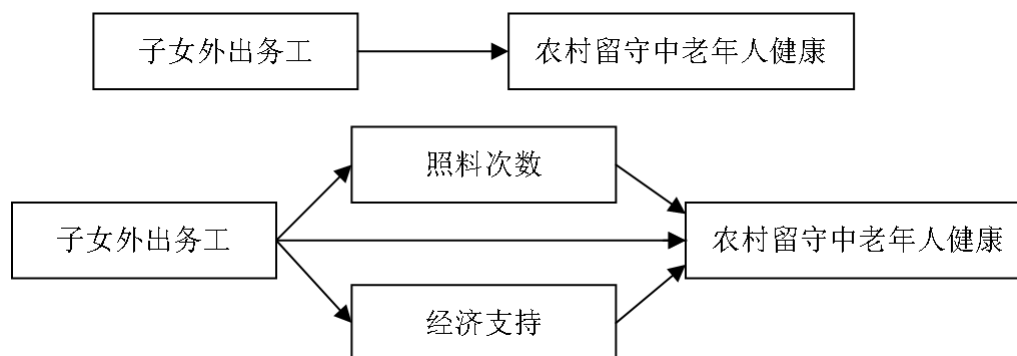 子女外出务工
农村留守中老年人健康
照料次数
子女外出务工
农村留守中老年人健康
经济支持